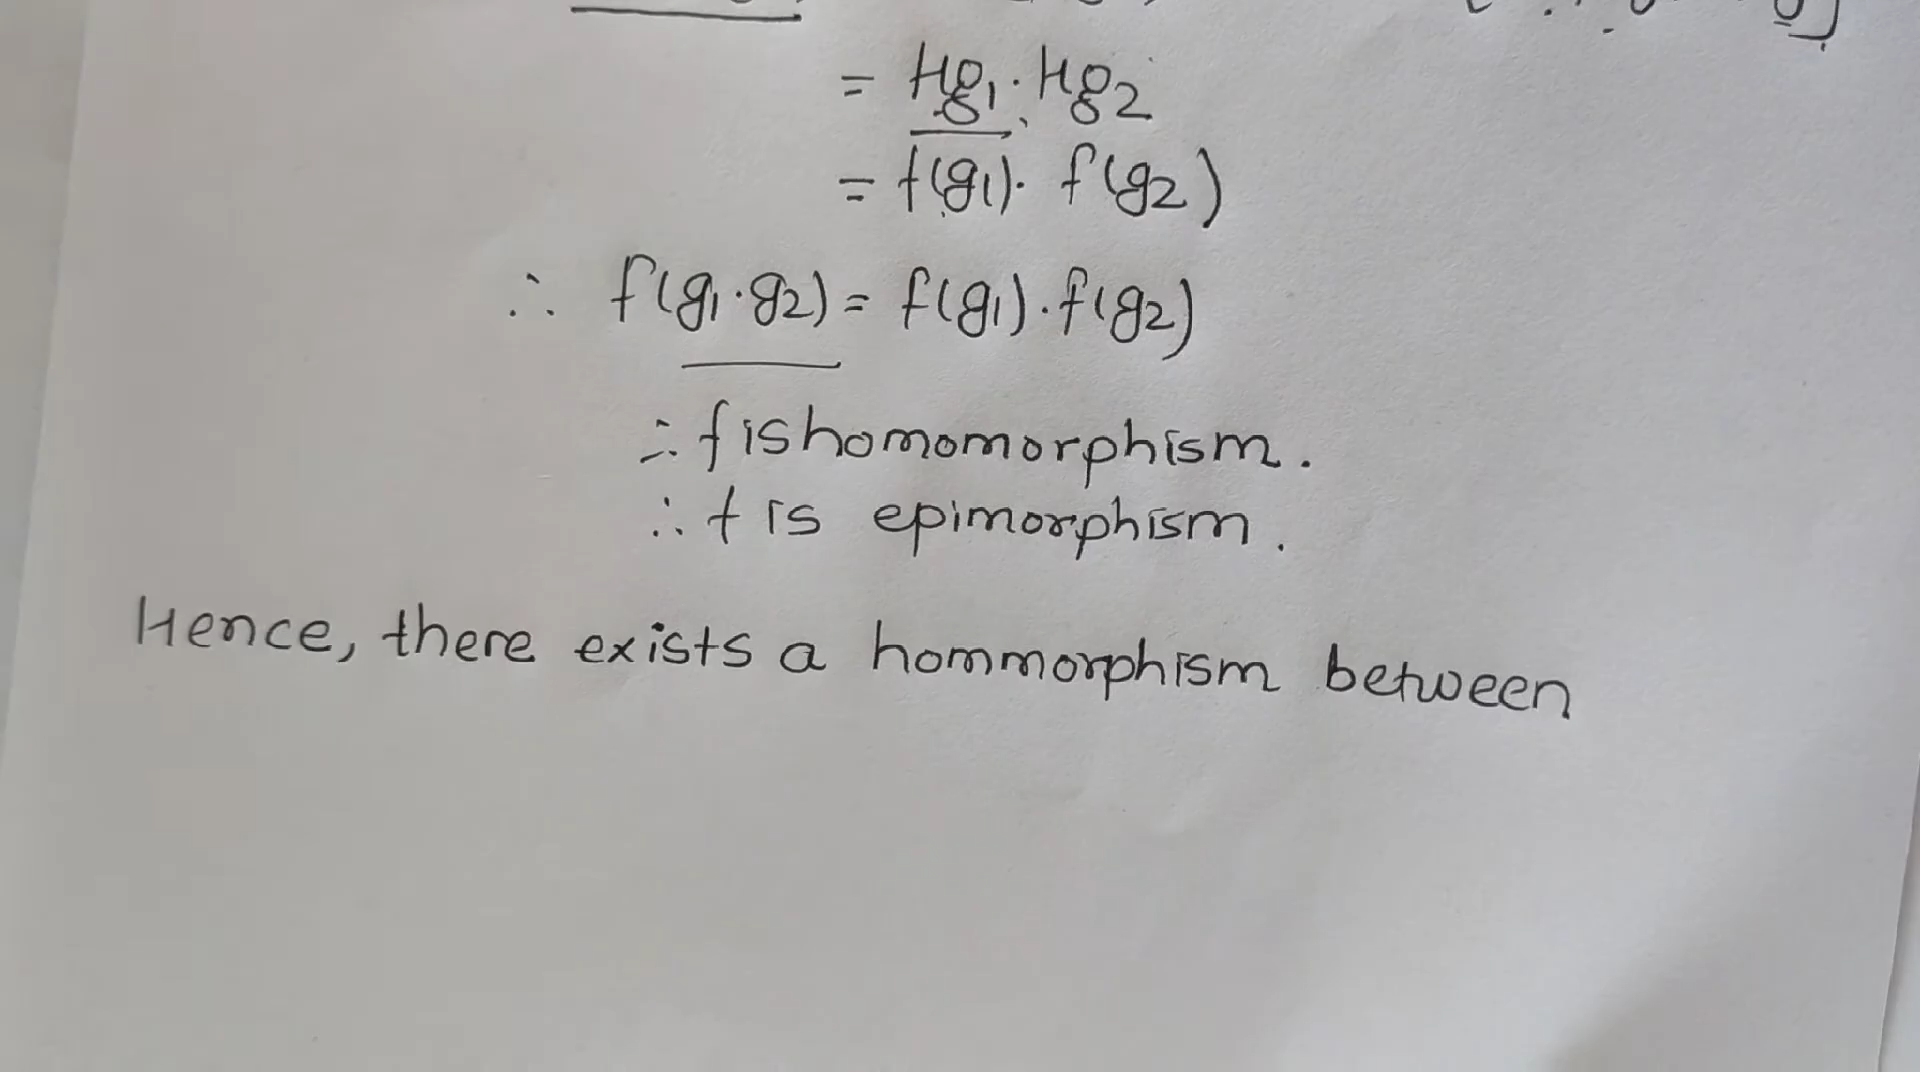 = Hg₁ · Hg₂
= f(g₁) · f(g₂)
∴ f(g₁ · g₂) = f(g₁) · f(g₂)
∴ f is homomorphism.
∴ f is epimorphism.
Hence, there exists a hommorphism between